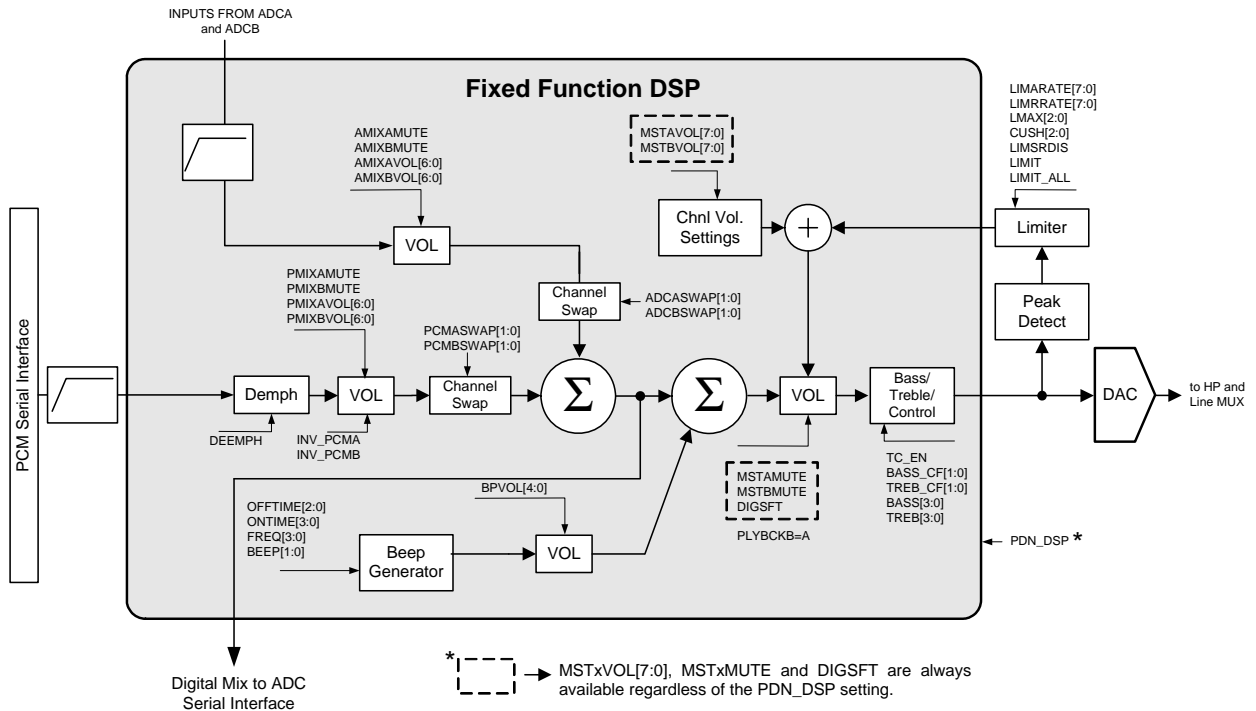 INPUTS FROM ADCA
and ADCB
Fixed Function DSP
LIMARATE[7:0]
LIMRRATE[7:0]
LMAX[2:0]
CUSH[2:0]
LIMSRDIS
LIMIT
LIMIT_ALL
AMIXAMUTE
AMIXBMUTE
AMIXAVOL[6:0]
AMIXBVOL[6:0]
MSTAVOL[7:0]
MSTBVOL[7:0]
VOL
Chnl Vol.
Settings
+
Limiter
PMIXAMUTE
PMIXBMUTE
PMIXAVOL[6:0]
PMIXBVOL[6:0]
Channel
Swap
ADCASWAP[1:0]
ADCBSWAP[1:0]
Peak
Detect
PCMASWAP[1:0]
PCMBSWAP[1:0]
PCM Serial Interface
Demph
VOL
Channel
Swap
Σ
Σ
VOL
Bass/
Treble/
Control
DAC
to HP and
Line MUX
DEEMPH
INV_PCMA
INV_PCMB
TC_EN
BASS_CF[1:0]
TREB_CF[1:0]
BASS[3:0]
TREB[3:0]
MSTAMUTE
MSTBMUTE
DIGSFT
PLYBCKB=A
BPVOL[4:0]
OFFTIME[2:0]
ONTIME[3:0]
FREQ[3:0]
BEEP[1:0]
Beep
Generator
VOL
PDN_DSP *
Digital Mix to ADC
Serial Interface
* MSTxVOL[7:0], MSTxMUTE and DIGSFT are always
available regardless of the PDN_DSP setting.